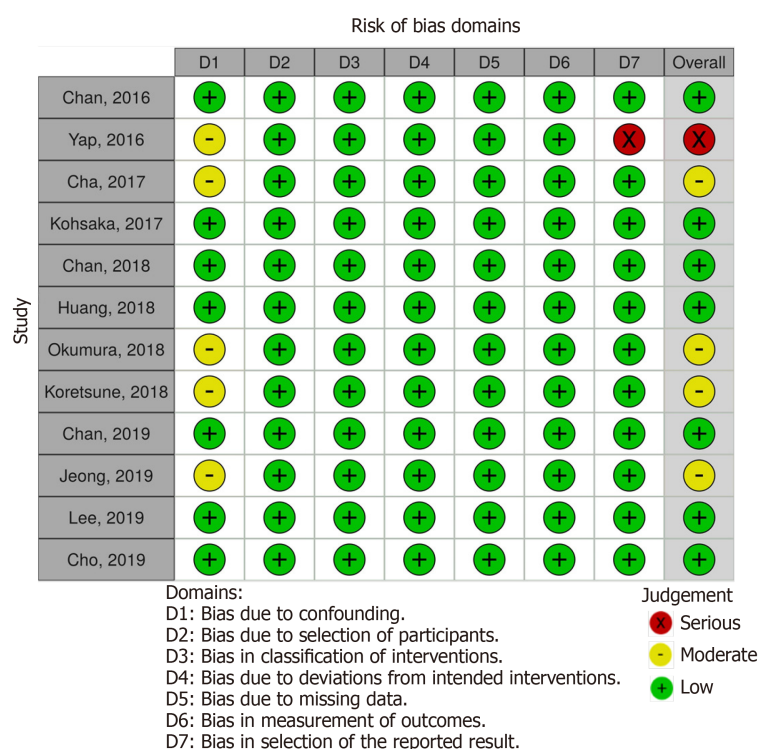 Risk of bias domains
D1 D2 D3 D4 D5 D6 D7 Overall
Study
Chan, 2016 + + + + + + + +
Yap, 2016 - + + + + + X X
Cha, 2017 - + + + + + + -
Kohsaka, 2017 + + + + + + + +
Chan, 2018 + + + + + + + +
Huang, 2018 + + + + + + + +
Okumura, 2018 - + + + + + + -
Koretsune, 2018 - + + + + + + -
Chan, 2019 + + + + + + + +
Jeong, 2019 - + + + + + + -
Lee, 2019 + + + + + + + +
Cho, 2019 + + + + + + + +
Domains:
D1: Bias due to confounding.
D2: Bias due to selection of participants.
D3: Bias in classification of interventions.
D4: Bias due to deviations from intended interventions.
D5: Bias due to missing data.
D6: Bias in measurement of outcomes.
D7: Bias in selection of the reported result.
Judgement
X Serious
- Moderate
+ Low